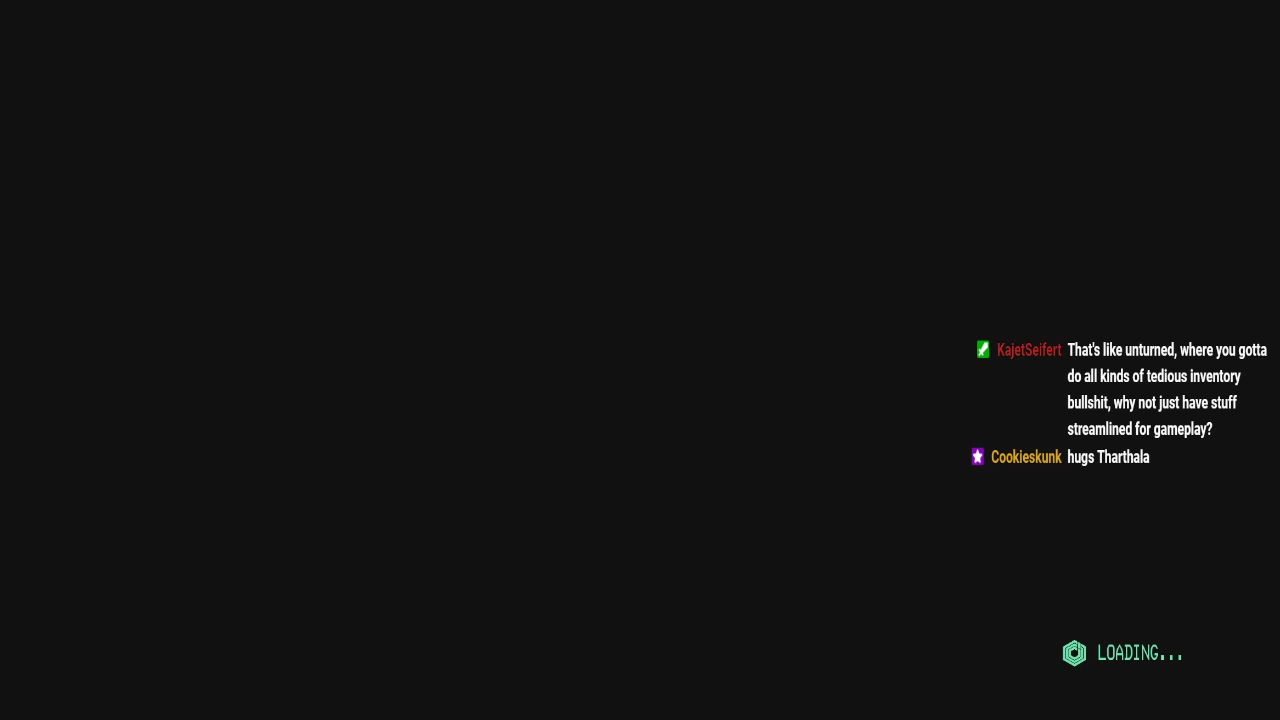 KajetSeifert That's like unturned, where you gotta
do all kinds of tedious inventory
bullshit, why not just have stuff
streamlined for gameplay?
Cookieskunk hugs Tharthala
LOADING...